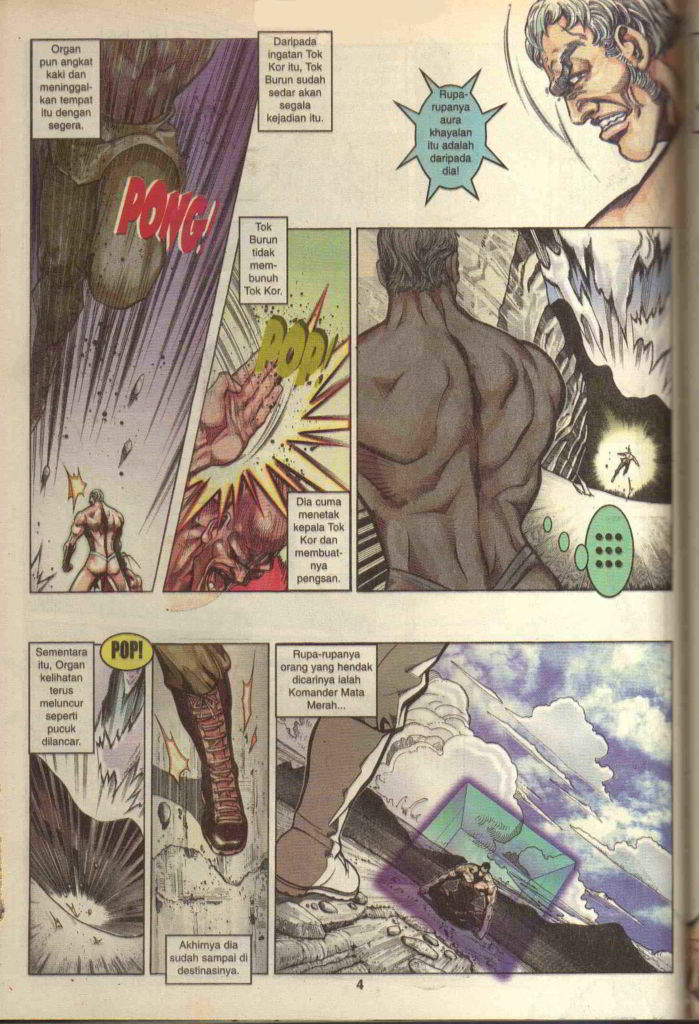 Organ
pun angkat
kaki dan
meninggal-
kan tempat
itu dengan
segera.
Daripada
ingatan Tok
Kor itu, Tok
Burun sudah
sedar akan
segala
kejadian itu.
Rupa-
rupanya
aura
khayalan
itu adalah
daripada
dia!
PONG!
Tok
Burun
tidak
mem-
bunuh
Tok Kor.
POP!
Dia cuma
menetak
kepala Tok
Kor dan
membuat-
nya
pengsan.
Sementara
itu, Organ
kelihatan
terus
meluncur
seperti
pucuk
dilancar.
POP!
Akhirnya dia
sudah sampai di
destinasinya.
Rupa-rupanya
orang yang hendak
dicarinya ialah
Komander Mata
Merah...
4